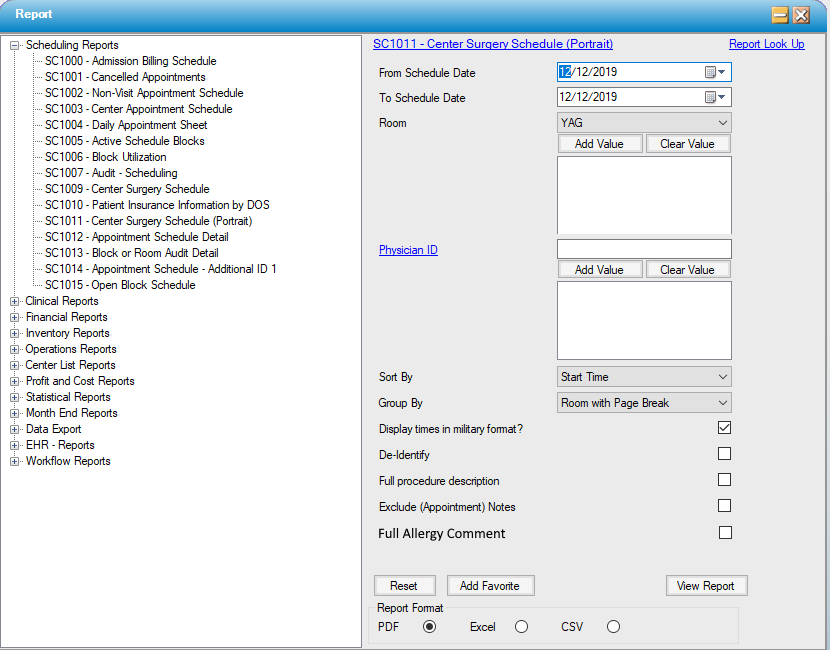 Report
Scheduling Reports
SC1000 - Admission Billing Schedule
SC1001 - Cancelled Appointments
SC1002 - Non-Visit Appointment Schedule
SC1003 - Center Appointment Schedule
SC1004 - Daily Appointment Sheet
SC1005 - Active Schedule Blocks
SC1006 - Block Utilization
SC1007 - Audit - Scheduling
SC1009 - Center Surgery Schedule
SC1010 - Patient Insurance Information by DOS
SC1011 - Center Surgery Schedule (Portrait)
SC1012 - Appointment Schedule Detail
SC1013 - Block or Room Audit Detail
SC1014 - Appointment Schedule - Additional ID 1
SC1015 - Open Block Schedule
Clinical Reports
Financial Reports
Inventory Reports
Operations Reports
Center List Reports
Profit and Cost Reports
Statistical Reports
Month End Reports
Data Export
EHR - Reports
Workflow Reports
SC1011 - Center Surgery Schedule (Portrait) Report Look Up
From Schedule Date 12/12/2019
To Schedule Date 12/12/2019
Room YAG
Add Value Clear Value
Physician ID
Add Value Clear Value
Sort By Start Time
Group By Room with Page Break
Display times in military format?
De-Identify
Full procedure description
Exclude (Appointment) Notes
Full Allergy Comment
Reset Add Favorite View Report
Report Format
PDF Excel CSV